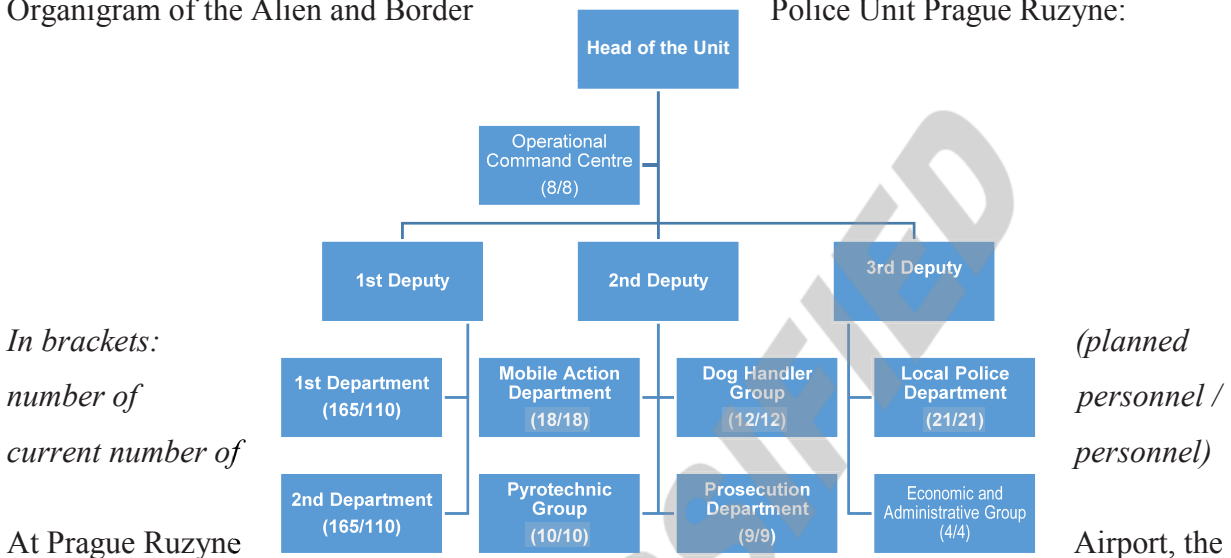 Organigram of the Alien and Border Police Unit Prague Ruzyne:
Head of the Unit
Operational
Command Centre
(8/8)
1st Deputy
2nd Deputy
3rd Deputy
In brackets: (planned
number of personnel /
current number of personnel)
1st Department
(165/110)
Mobile Action
Department
(18/18)
Dog Handler
Group
(12/12)
Local Police
Department
(21/21)
2nd Department
(165/110)
Pyrotechnic
Group
(10/10)
Prosecution
Department
(9/9)
Economic and
Administrative Group
(4/4)
At Prague Ruzyne Airport, the